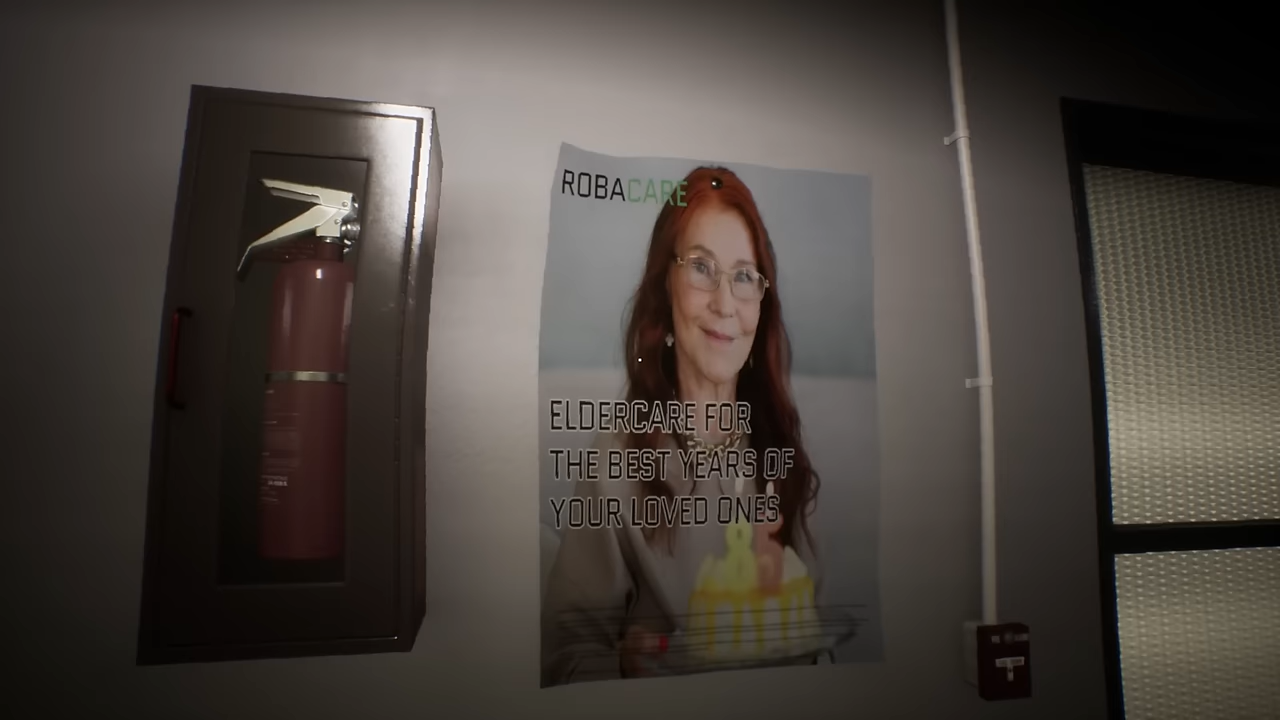 ROBACARE
ELDERCARE FOR
THE BEST YEARS OF
YOUR LOVED ONES